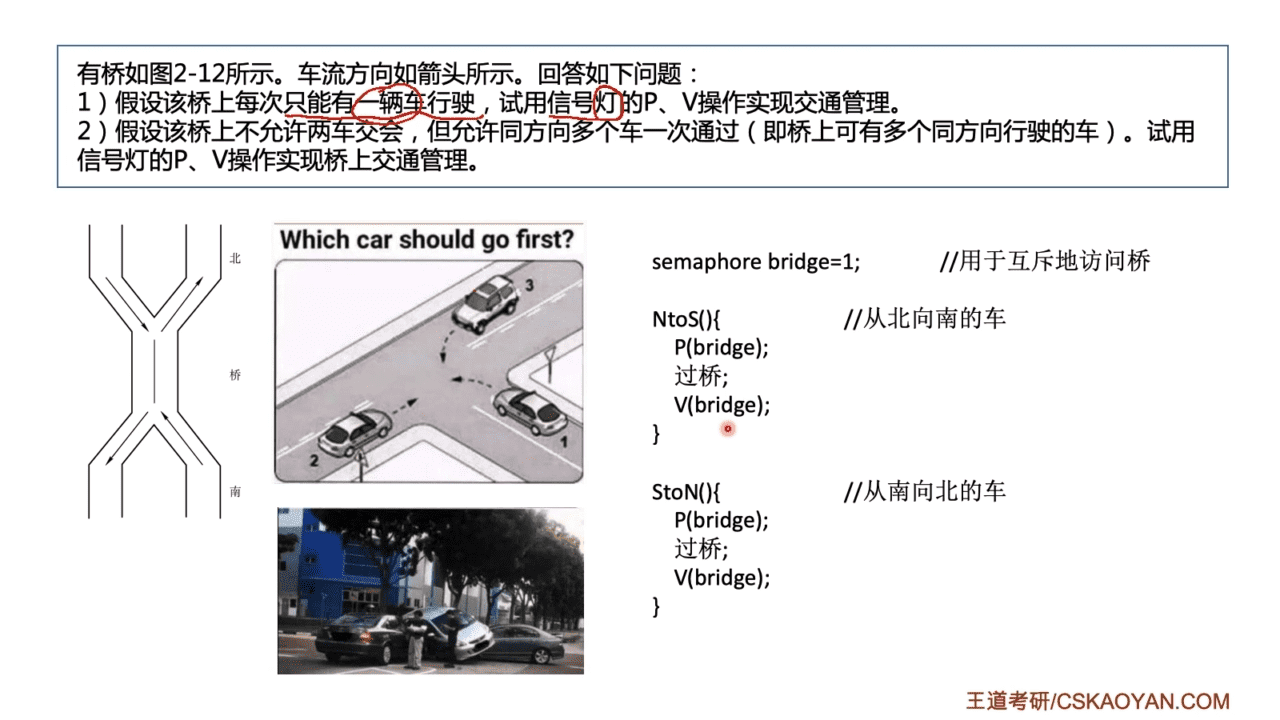 有桥如图2-12所示。车流方向如箭头所示。回答如下问题：
1）假设该桥上每次只能有一辆车行驶，试用信号灯的P、V操作实现交通管理。
2）假设该桥上不允许两车交会，但允许同方向多个车一次通过（即桥上可有多个同方向行驶的车）。试用
信号灯的P、V操作实现桥上交通管理。
北
桥
南
Which car should go first?
3
2
1
semaphore bridge=1; //用于互斥地访问桥
NtoS(){ //从北向南的车
P(bridge);
过桥;
V(bridge);
}
StoN(){ //从南向北的车
P(bridge);
过桥;
V(bridge);
}
王道考研/CSKAOYAN.COM